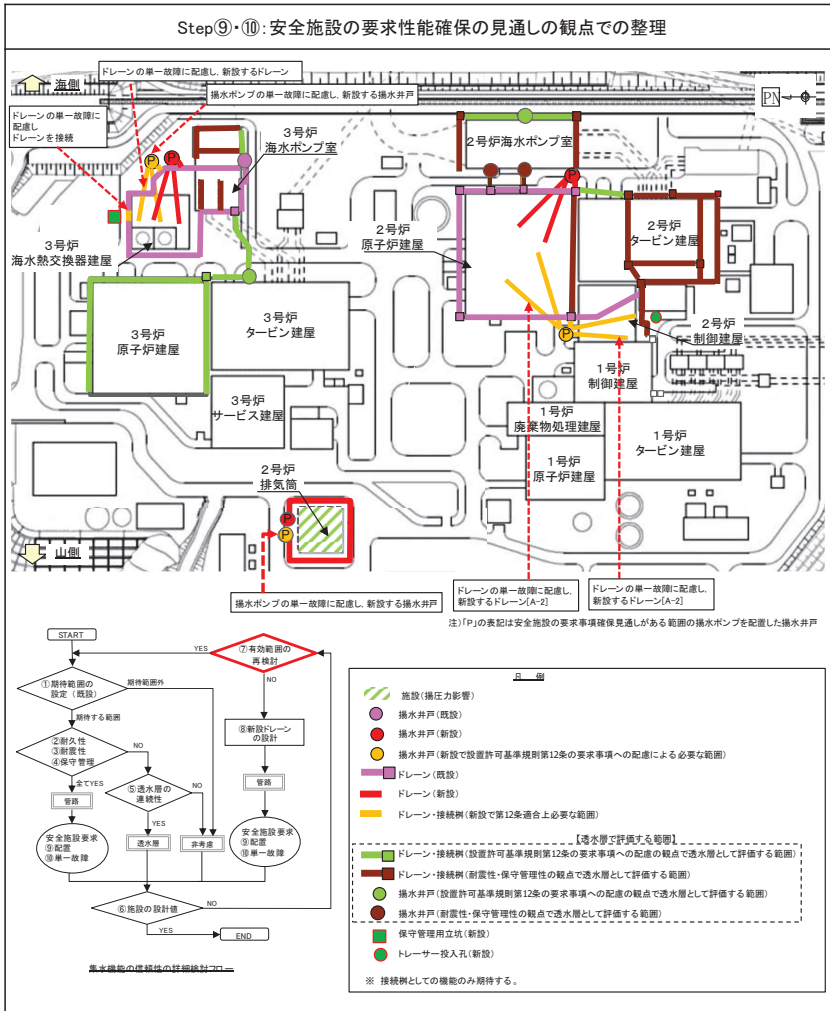 Step⑨・⑩:安全施設の要求性能確保の見通しの観点での整理
海側
ドレーンの単一故障に配慮し、新設するドレーン
揚水ポンプの単一故障に配慮し、新設する揚水井戸
ドレーンの単一故障に
配慮し
ドレーンを接続
PN
P
P
3号炉
海水ポンプ室
2号炉海水ポンプ室
P
3号炉
海水熱交換器建屋
2号炉
原子炉建屋
2号炉
タービン建屋
3号炉
原子炉建屋
3号炉
タービン建屋
P
2号炉
制御建屋
1号炉
制御建屋
3号炉
サービス建屋
1号炉
廃棄物処理建屋
1号炉
原子炉建屋
1号炉
タービン建屋
2号炉
排気筒
P
P
山側
揚水ポンプの単一故障に配慮し、新設する揚水井戸
ドレーンの単一故障に配慮し、
新設するドレーン[A-2]
ドレーンの単一故障に配慮し、
新設するドレーン[A-2]
注)「P」の表記は安全施設の要求事項確保見通しがある範囲の揚水ポンプを配置した揚水井戸
START
YES
⑦有効範囲の
再検討
①期待範囲の
設定(既設)
期待範囲外
NO
期待する範囲
⑧新設ドレーン
の設計
②耐久性
③耐震性
④保守管理
NO
全てYES
⑤透水層の
連続性
NO
管路
管路
YES
安全施設要求
⑨配置
⑩単一故障
透水層
非考慮
安全施設要求
⑨配置
⑩単一故障
⑥施設の設計値
NO
YES
END
集水機能の信頼性の詳細検討フロー
凡 例
施設(揚圧力影響)
揚水井戸(既設)
揚水井戸(新設)
揚水井戸(新設で設置許可基準規則第12条の要求事項への配慮による必要な範囲)
ドレーン(既設)
ドレーン(新設)
ドレーン・接続桝(新設で第12条適合上必要な範囲)
【透水層で評価する範囲】
ドレーン・接続桝(設置許可基準規則第12条の要求事項への配慮の観点で透水層として評価する範囲)
ドレーン・接続桝(耐震性・保守管理性の観点で透水層として評価する範囲)
揚水井戸(設置許可基準規則第12条の要求事項への配慮の観点で透水層として評価する範囲)
揚水井戸(耐震性・保守管理性の観点で透水層として評価する範囲)
保守管理用立坑(新設)
トレーサー投入孔(新設)
※ 接続桝としての機能のみ期待する。